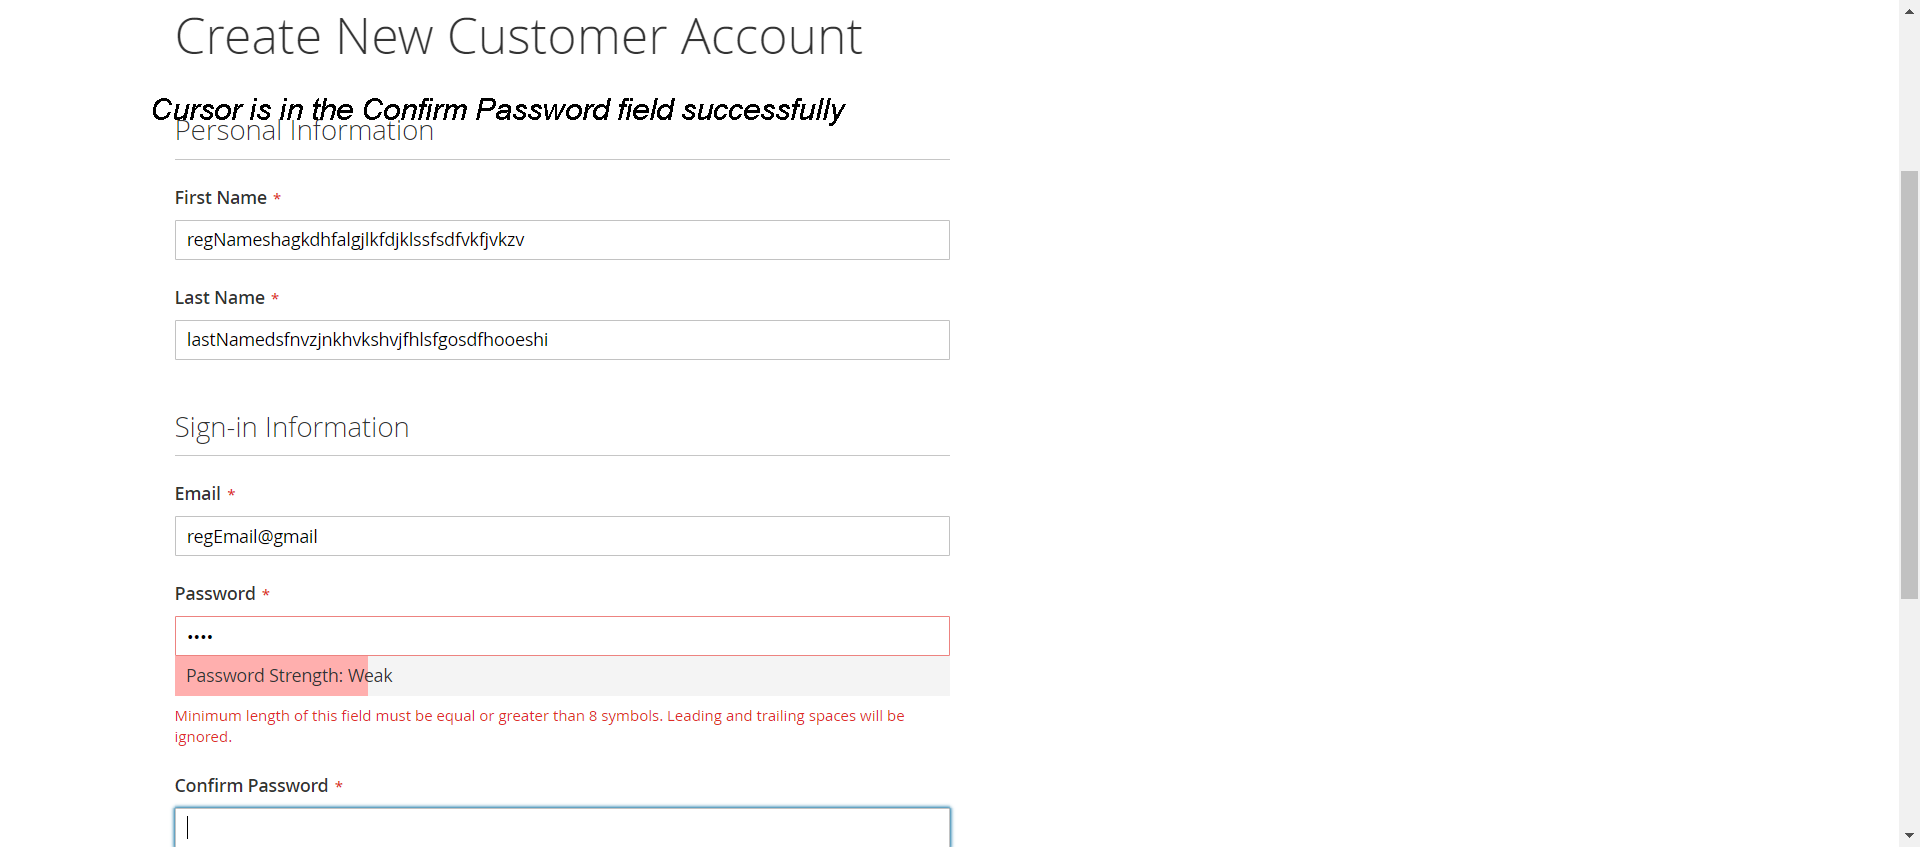 Create New Customer Account
Cursor is in the Confirm Password field successfully
Personal Information
First Name *
regNameshagkdhfalgjlkfdjklssfsdfvkfjvkzv
Last Name *
lastNamedsfnvzjnkhvkshvjfhlsfgosdfhooeshi
Sign-in Information
Email *
regEmail@gmail
Password *
••••
Password Strength: Weak
Minimum length of this field must be equal or greater than 8 symbols. Leading and trailing spaces will be
ignored.
Confirm Password *